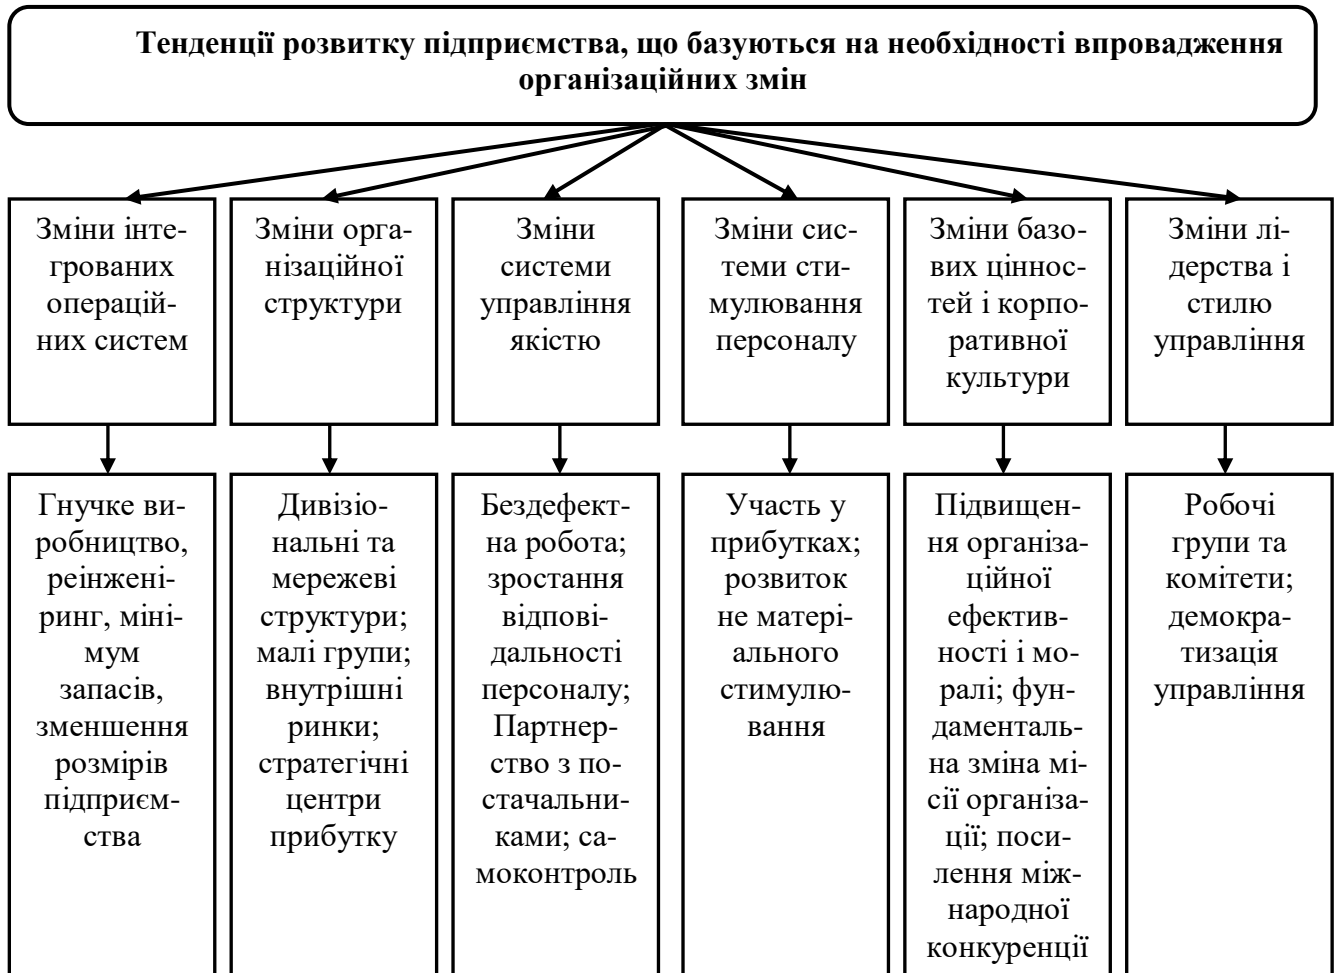 Тенденції розвитку підприємства, що базуються на необхідності впровадження
організаційних змін
Зміни інте-
грованих
операцій-
них систем
Зміни орга-
нізаційної
структури
Зміни
системи
управління
якістю
Зміни сис-
теми сти-
мулювання
персоналу
Зміни базо-
вих ціннос-
тей і корпо-
ративної
культури
Зміни лі-
дерства і
стилю
управління
Гнучке ви-
робництво,
реінжені-
ринг, міні-
мум
запасів,
зменшення
розмірів
підприєм-
ства
Дивізіо-
нальні та
мережеві
структури;
малі групи;
внутрішні
ринки;
стратегічні
центри
прибутку
Бездефект-
на робота;
зростання
відпові-
дальності
персоналу;
Партнер-
ство з по-
стачальни-
ками; са-
моконтроль
Участь у
прибутках;
розвиток
не матері-
ального
стимулю-
вання
Підвищен-
ня організа-
ційної
ефектив-
ності і мо-
ралі; фун-
даменталь-
на зміна мі-
сії організа-
ції; поси-
лення між-
народної
конкуренції
Робочі
групи та
комітети;
демокра-
тизація
управління